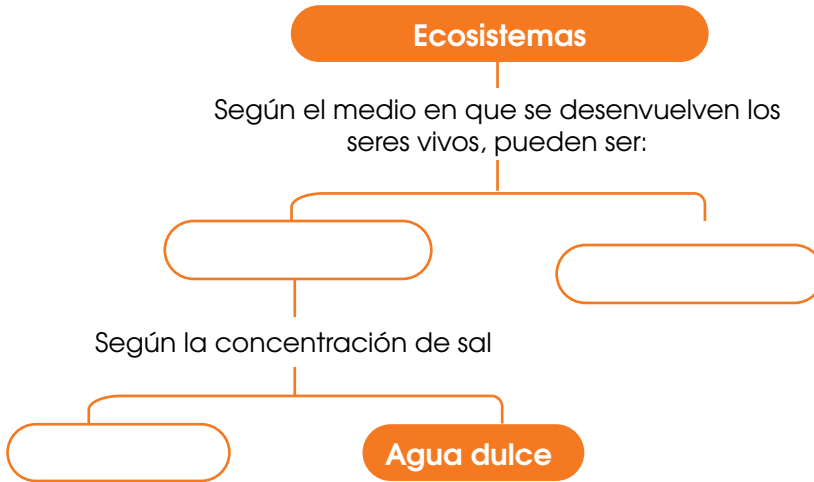 Ecosistemas
Según el medio en que se desenvuelven los
seres vivos, pueden ser:
Según la concentración de sal
Agua dulce